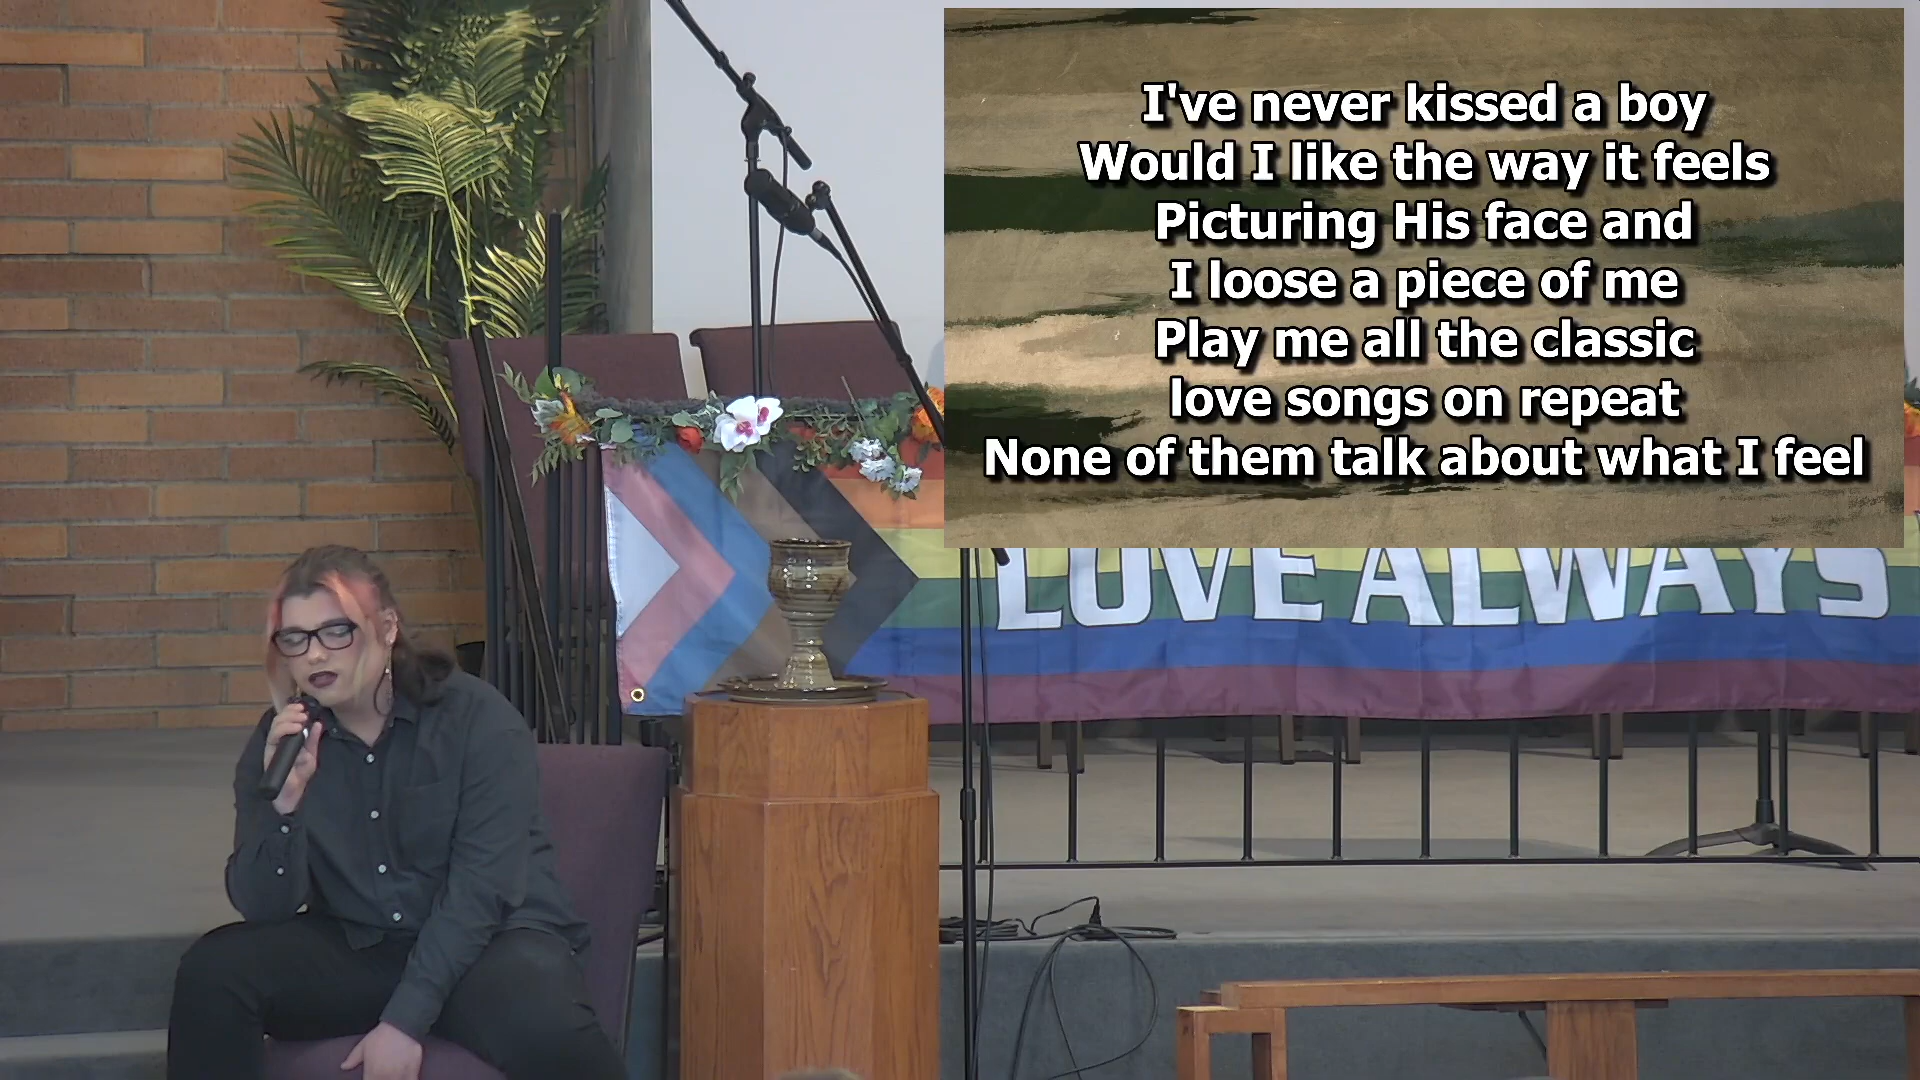 I've never kissed a boy
Would I like the way it feels
Picturing His face and
I loose a piece of me
Play me all the classic
love songs on repeat
None of them talk about what I feel
LOVE ALWAYS